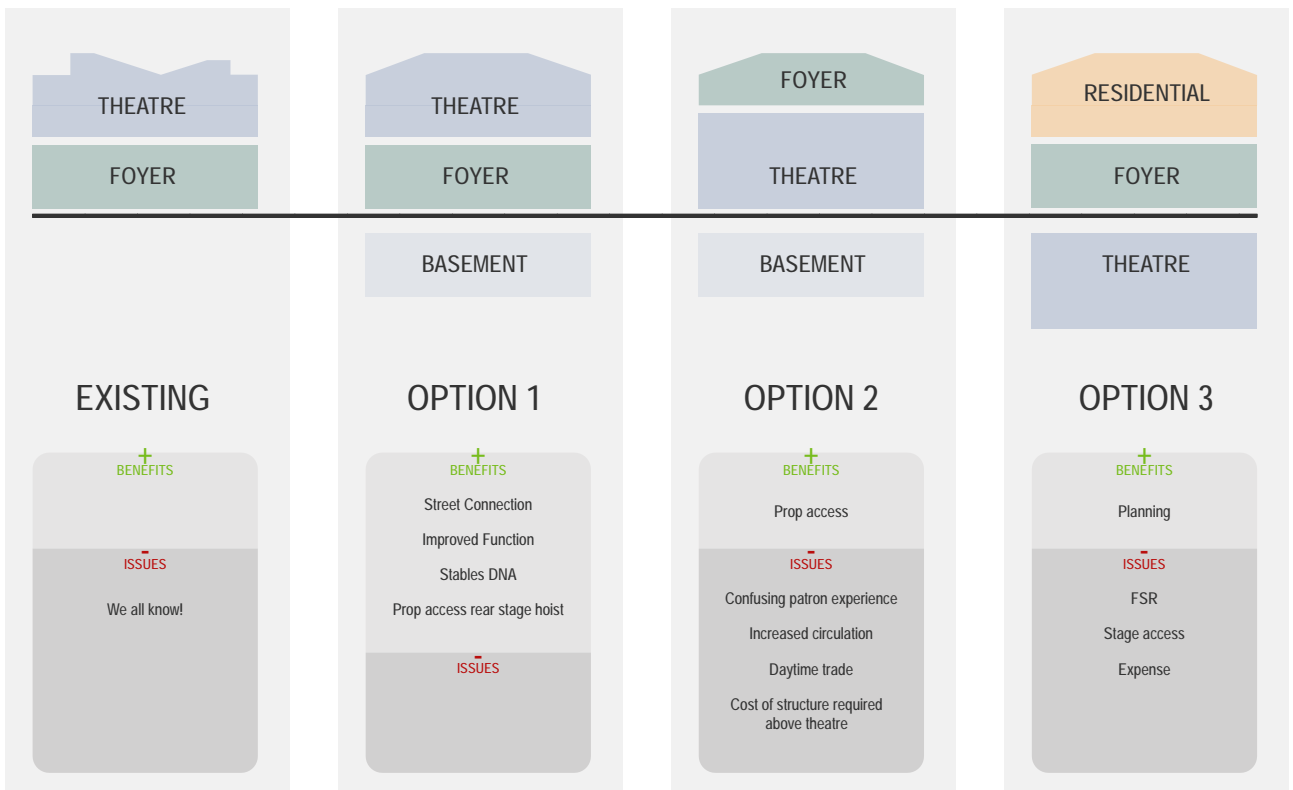 THEATRE
FOYER
EXISTING
+
BENEFITS
-
ISSUES
We all know!
THEATRE
FOYER
BASEMENT
OPTION 1
+
BENEFITS
Street Connection
Improved Function
Stables DNA
Prop access rear stage hoist
-
ISSUES
FOYER
THEATRE
BASEMENT
OPTION 2
+
BENEFITS
Prop access
-
ISSUES
Confusing patron experience
Increased circulation
Daytime trade
Cost of structure required
above theatre
RESIDENTIAL
FOYER
THEATRE
OPTION 3
+
BENEFITS
Planning
-
ISSUES
FSR
Stage access
Expense